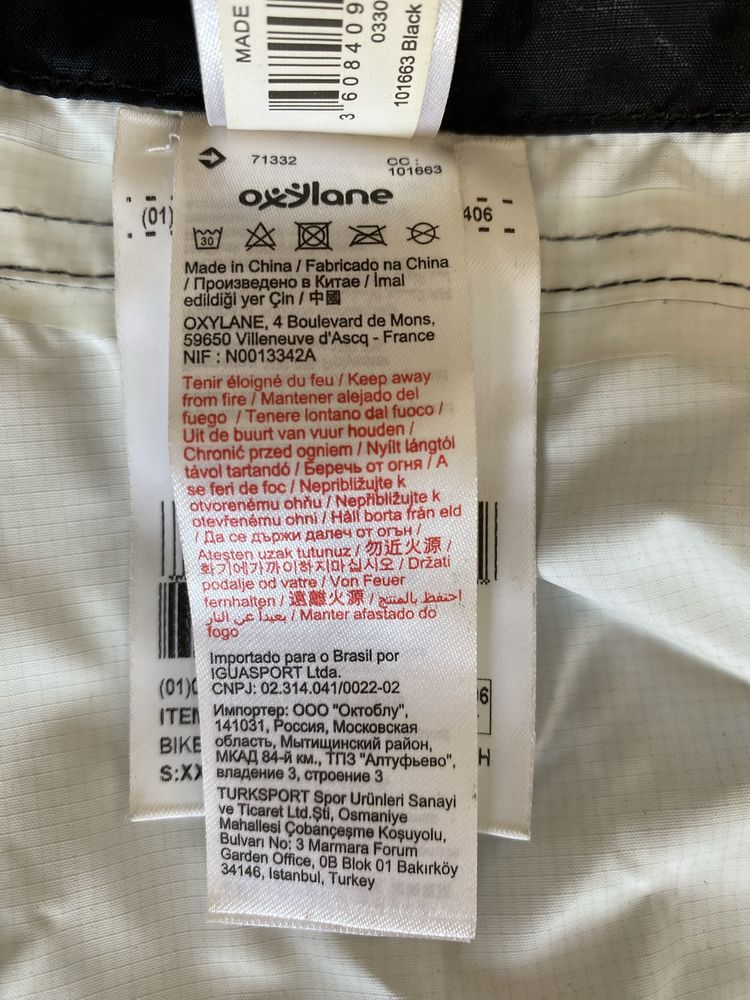 MADE
3 608409
0330
101663 Black
71332
CC :
101663
oxylane
(01)
406
30
Made in China / Fabricado na China
/ Произведено в Китае / İmal
edildiği yer Çin / 中國
OXYLANE, 4 Boulevard de Mons,
59650 Villeneuve d'Ascq - France
NIF : N0013342A
Tenir éloigné du feu / Keep away
from fire / Mantener alejado del
fuego / Tenere lontano dal fuoco /
Uit de buurt van vuur houden /
Chronić przed ogniem / Nyílt lángtól
távol tartandó / Беречь от огня / A
se feri de foc / Nepribližujte k
otvorenému ohňu / Nepřibližujte k
otevřenému ohni / Håll borta från eld
/ Да се държи далеч от огън /
Ateşten uzak tutunuz / 勿近火源 /
화기에가까이하지마십시오 / Držati
podalje od vatre / Von Feuer
fernhalten / 遠離火源 / احتفظ بالمنتج
بعيداً عن النار / Manter afastado do
fogo
Importado para o Brasil por
IGUASPORT Ltda.
CNPJ: 02.314.041/0022-02
Импортер: ООО "Октоблу",
141031, Россия, Московская
область, Мытищинский район,
МКАД 84-й км., ТПЗ "Алтуфьево",
владение 3, строение 3
TURKSPORT Spor Urünleri Sanayi
ve Ticaret Ltd.Şti, Osmaniye
Mahallesi Çobançeşme Koşuyolu,
Bulvarı No: 3 Marmara Forum
Garden Office, 0B Blok 01 Bakırköy
34146, Istanbul, Turkey
(01)0
06
ITEM
BIKE
H
S:XX